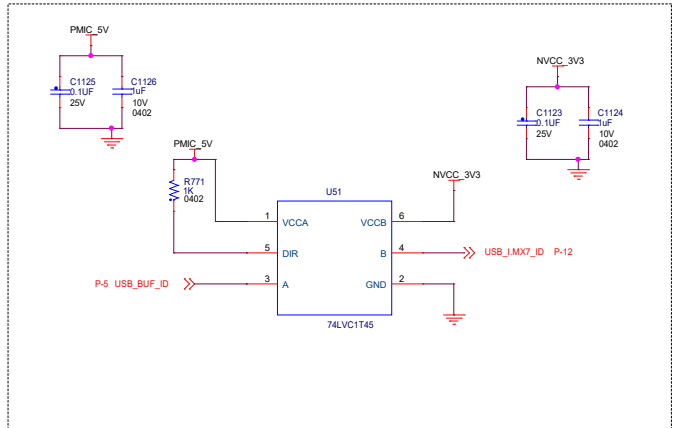 PMIC_5V
C1125
0.1UF
25V
C1126
1uF
10V
0402
NVCC_3V3
C1123
0.1UF
25V
C1124
1uF
10V
0402
PMIC_5V
R771
1K
0402
NVCC_3V3
U51
1 VCCA VCCB 6
5 DIR B 4 USB_I.MX7_ID P-12
P-5 USB_BUF_ID 3 A GND 2
74LVC1T45